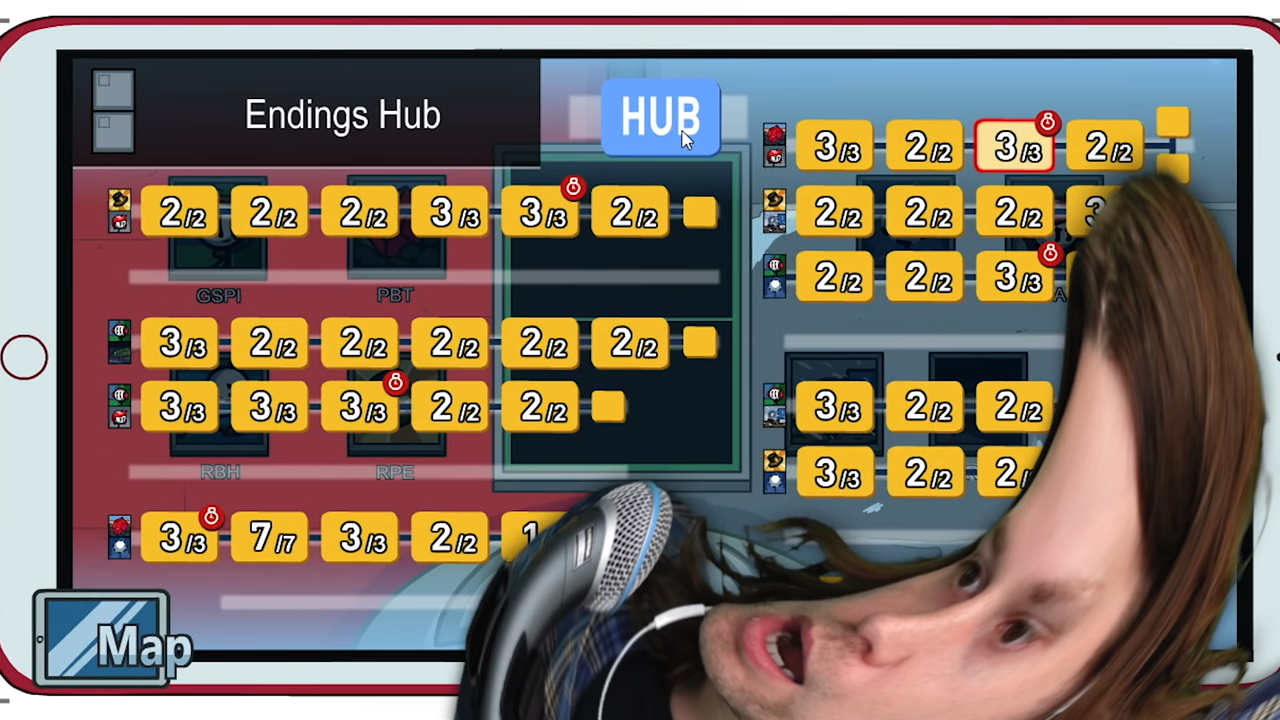 Endings Hub
HUB
3/3 2/2 3/3 2/2
2/2 2/2 2/2 3/3 3/3 2/2
2/2 2/2 2/2 3
GSPI PBT
2/2 2/2 3/3
3/3 2/2 2/2 2/2 2/2 2/2
3/3 3/3 3/3 2/2 2/2
3/3 2/2 2/2
RBH RPE
3/3 2/2 2/
3/3 7/7 3/3 2/2 1
Map